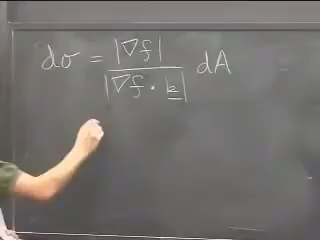 dσ = |∇f| / |∇f · k| dA